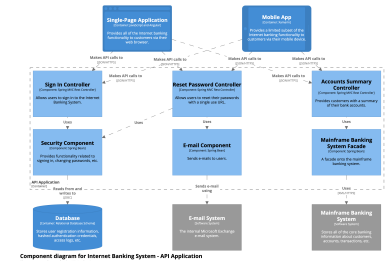 Single-Page Application
[Container: JavaScript and Angular]
Provides all of the Internet
banking functionality to
customers via their web
browser.
Mobile App
[Container: Xamarin]
Provides a limited subset of the
Internet banking functionality to
customers via their mobile device.
Makes API calls to
[JSON/HTTPS]
Makes API calls to
[JSON/HTTPS]
Makes API calls to
[JSON/HTTPS]
Makes API calls to
[JSON/HTTPS]
Makes API calls to
[JSON/HTTPS]
Makes API calls to
[JSON/HTTPS]
Sign In Controller
[Component: Spring MVC Rest Controller]
Allows users to sign in to the Internet
Banking System.
Reset Password Controller
[Component: Spring MVC Rest Controller]
Allows users to reset their passwords
with a single use URL.
Accounts Summary
Controller
[Component: Spring MVC Rest Controller]
Provides customers with a summary
of their bank accounts.
Uses
Uses
Uses
Uses
Security Component
[Component: Spring Bean]
Provides functionality related to
signing in, changing passwords, etc.
E-mail Component
[Component: Spring Bean]
Sends e-mails to users.
Mainframe Banking
System Facade
[Component: Spring Bean]
A facade onto the mainframe
banking system.
API Application
[Container]
Reads from and
writes to
[JDBC]
Sends e-mail
using
Uses
[XML/HTTPS]
Database
[Container: Relational Database Schema]
Stores user registration information,
hashed authentication credentials,
access logs, etc.
E-mail System
[Software System]
The internal Microsoft Exchange
e-mail system.
Mainframe Banking
System
[Software System]
Stores all of the core banking
information about customers,
accounts, transactions, etc.
Component diagram for Internet Banking System - API Application